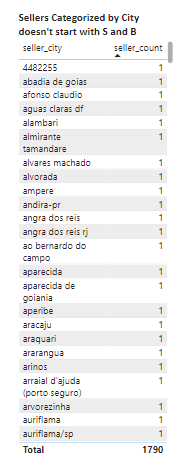 Sellers Categorized by City
doesn't start with S and B
seller_city seller_count
4482255 1
abadia de goias 1
afonso claudio 1
aguas claras df 1
alambari 1
almirante 1
tamandare
alvares machado 1
alvorada 1
ampere 1
andira-pr 1
angra dos reis 1
angra dos reis rj 1
ao bernardo do 1
campo
aparecida 1
aparecida de 1
goiania
aperibe 1
aracaju 1
araquari 1
ararangua 1
arinos 1
arraial d'ajuda 1
(porto seguro)
arvorezinha 1
auriflama 1
auriflama/sp 1
Total 1790